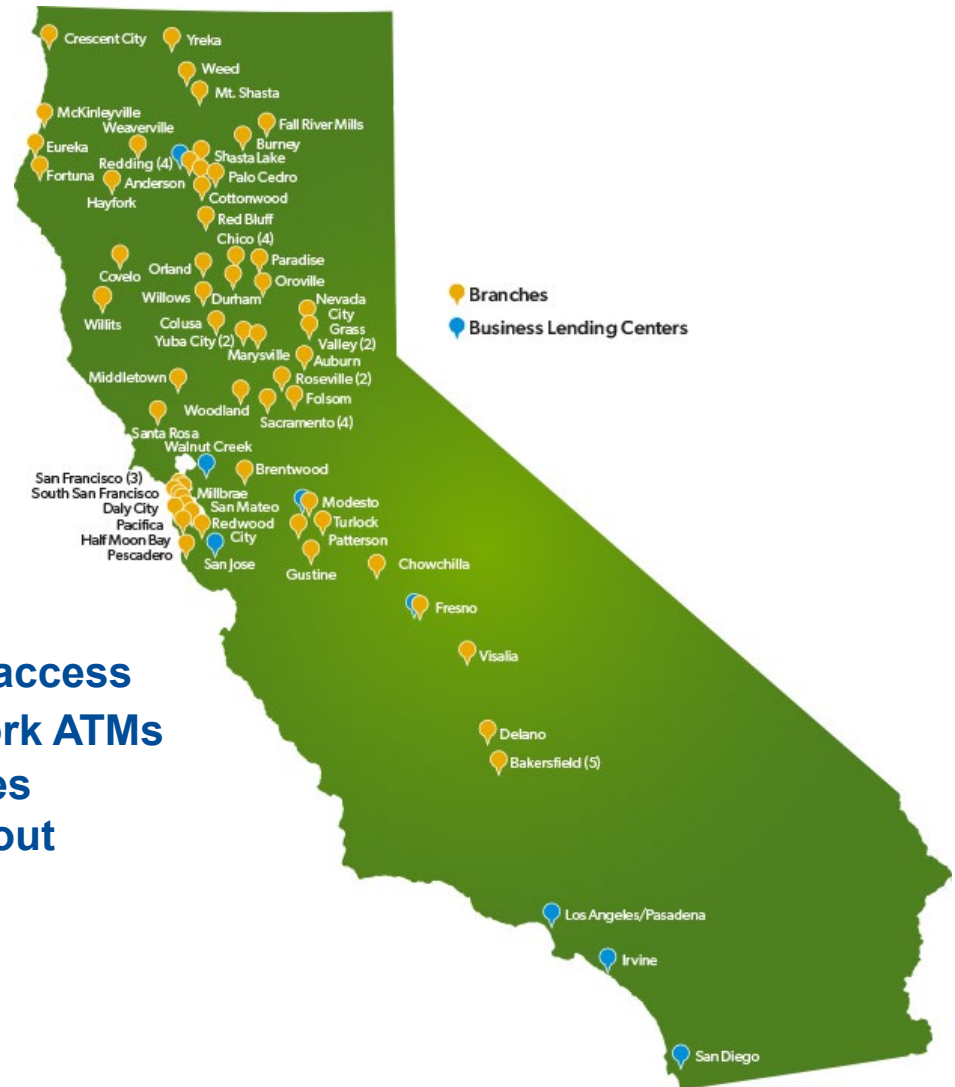 Crescent City
Yreka
Weed
Mt. Shasta
McKinleyville
Weaverville
Fall River Mills
Burney
Eureka
Redding (4)
Shasta Lake
Fortuna
Anderson
Palo Cedro
Hayfork
Cottonwood
Red Bluff
Chico (4)
Covelo
Orland
Paradise
Oroville
Willows
Durham
Willits
Nevada
City
Colusa
Grass
Yuba City (2)
Valley (2)
Marysville
Auburn
Middletown
Roseville (2)
Woodland
Folsom
Sacramento (4)
Santa Rosa
Walnut Creek
Brentwood
San Francisco (3)
South San Francisco
Millbrae
Daly City
San Mateo
Modesto
Pacifica
Redwood
City
Turlock
Half Moon Bay
Patterson
Pescadero
San Jose
Gustine
Chowchilla
Fresno
Visalia
Delano
Bakersfield (5)
Los Angeles/Pasadena
Irvine
San Diego
Branches
Business Lending Centers
access
rk ATMs
es
out